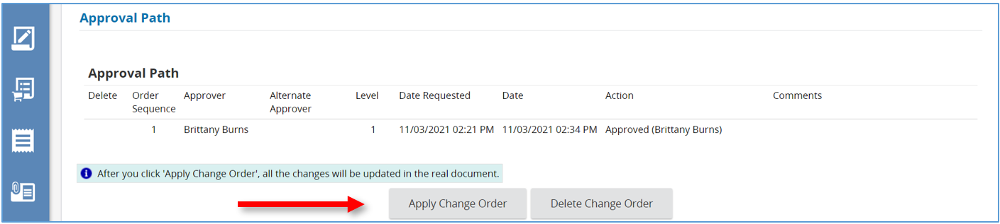 Approval Path
Approval Path
Delete Order Approver Alternate Level Date Requested Date Action Comments
Sequence Approver
1 Brittany Burns 1 11/03/2021 02:21 PM 11/03/2021 02:34 PM Approved (Brittany Burns)
After you click 'Apply Change Order', all the changes will be updated in the real document.
Apply Change Order Delete Change Order